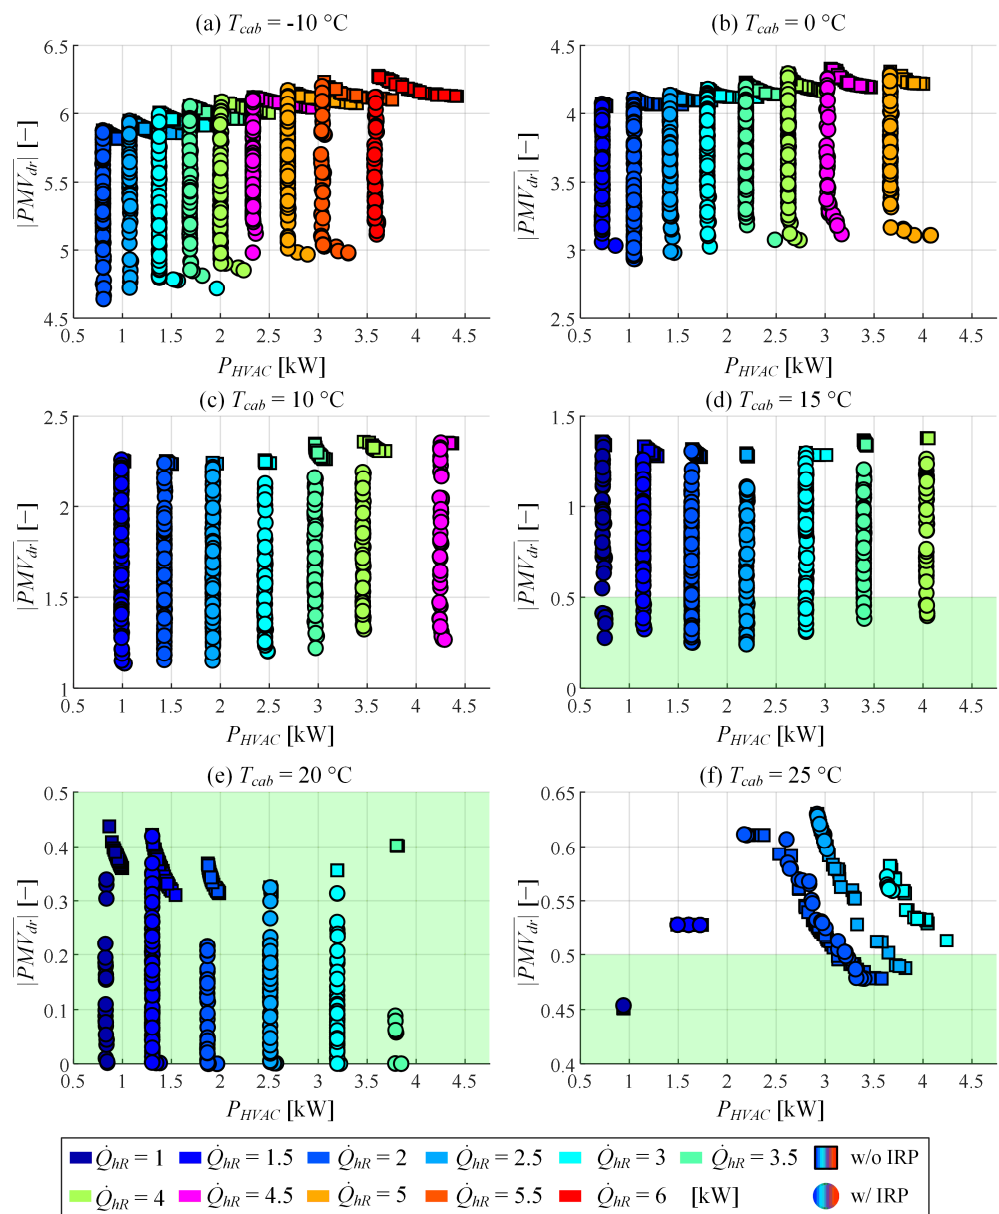 (a) T_cab = -10 °C
(b) T_cab = 0 °C
6.5
6
5.5
5
4.5
|PMV_dr| [–]
0.5 1 1.5 2 2.5 3 3.5 4 4.5
P_HVAC [kW]
5
4.5
4
3.5
3
2.5
|PMV_dr| [–]
0.5 1 1.5 2 2.5 3 3.5 4 4.5
P_HVAC [kW]
(c) T_cab = 10 °C
(d) T_cab = 15 °C
2.5
2
1.5
1
|PMV_dr| [–]
0.5 1 1.5 2 2.5 3 3.5 4 4.5
P_HVAC [kW]
1.5
1
0.5
0
|PMV_dr| [–]
0.5 1 1.5 2 2.5 3 3.5 4 4.5
P_HVAC [kW]
(e) T_cab = 20 °C
(f) T_cab = 25 °C
0.5
0.4
0.3
0.2
0.1
0
|PMV_dr| [–]
0.5 1 1.5 2 2.5 3 3.5 4 4.5
P_HVAC [kW]
0.65
0.6
0.55
0.5
0.45
0.4
|PMV_dr| [–]
0.5 1 1.5 2 2.5 3 3.5 4 4.5
P_HVAC [kW]
Q̇_hR = 1 Q̇_hR = 1.5 Q̇_hR = 2 Q̇_hR = 2.5 Q̇_hR = 3 Q̇_hR = 3.5 w/o IRP
Q̇_hR = 4 Q̇_hR = 4.5 Q̇_hR = 5 Q̇_hR = 5.5 Q̇_hR = 6 [kW] w/ IRP